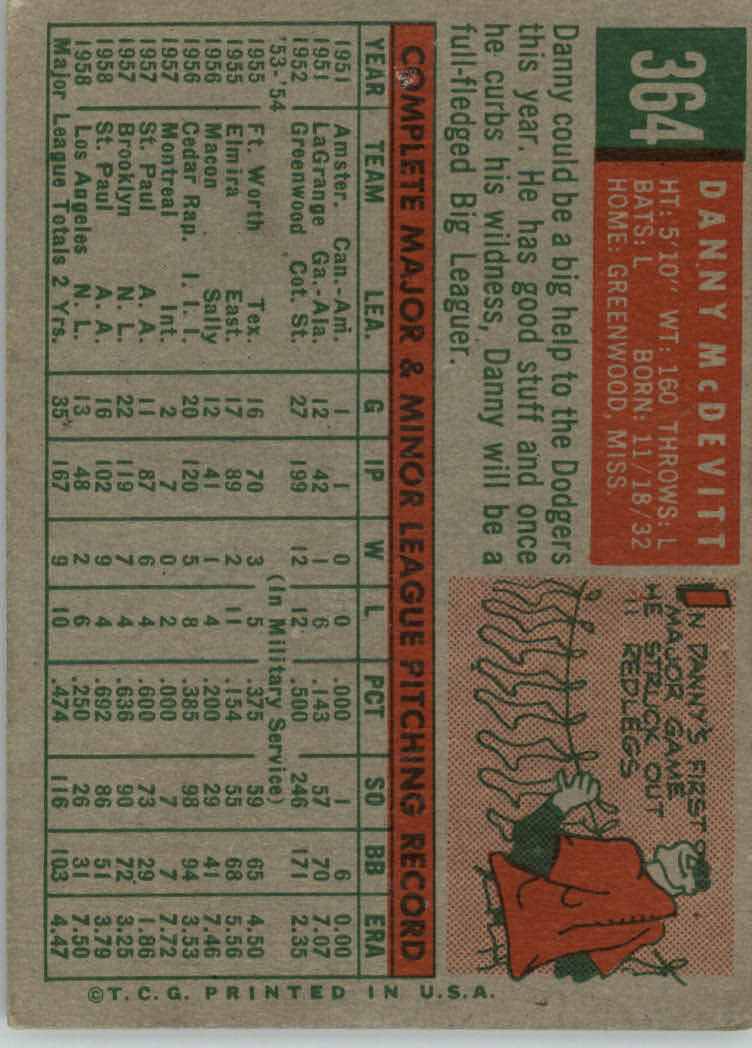 364
DANNY McDEVITT
HT: 5'10" WT: 160 THROWS: L
BATS: L BORN: 11/18/32
HOME: GREENWOOD, MISS.
Danny could be a big help to the Dodgers
this year. He has good stuff and once
he curbs his wildness, Danny will be a
full-fledged Big Leaguer.
IN DANNY'S FIRST
MAJOR GAME
HE STRUCK OUT
11 REDLEGS
COMPLETE MAJOR & MINOR LEAGUE PITCHING RECORD
YEAR TEAM LEA. G IP W L PCT SO BB ERA
1951 Amster. Can.-Am. 1 1 0 0 .000 1 6 0.00
1951 LaGrange Ga.-Ala. 12 42 1 6 .143 57 70 7.07
1952 Greenwood Cot. St. 27 199 12 12 .500 246 171 2.35
'53-'54 (In Military Service)
1955 Ft. Worth Tex. 16 70 3 5 .375 59 65 4.50
1955 Elmira East. 17 89 2 11 .154 55 68 5.56
1956 Macon Sally 12 41 1 4 .200 29 41 7.46
1956 Cedar Rap. I. I. I. 20 120 5 8 .385 98 94 3.53
1957 Montreal Int. 2 7 0 2 .000 7 7 7.72
1957 St. Paul A. A. 11 87 6 4 .600 73 29 1.86
1957 Brooklyn N. L. 22 119 7 4 .636 90 72 3.25
1958 St. Paul A. A. 16 102 9 4 .692 86 51 3.79
1958 Los Angeles N. L. 13 48 2 6 .250 26 31 7.50
Major League Totals 2 Yrs. 35 167 9 10 .474 116 103 4.47
©T.C.G. PRINTED IN U.S.A.